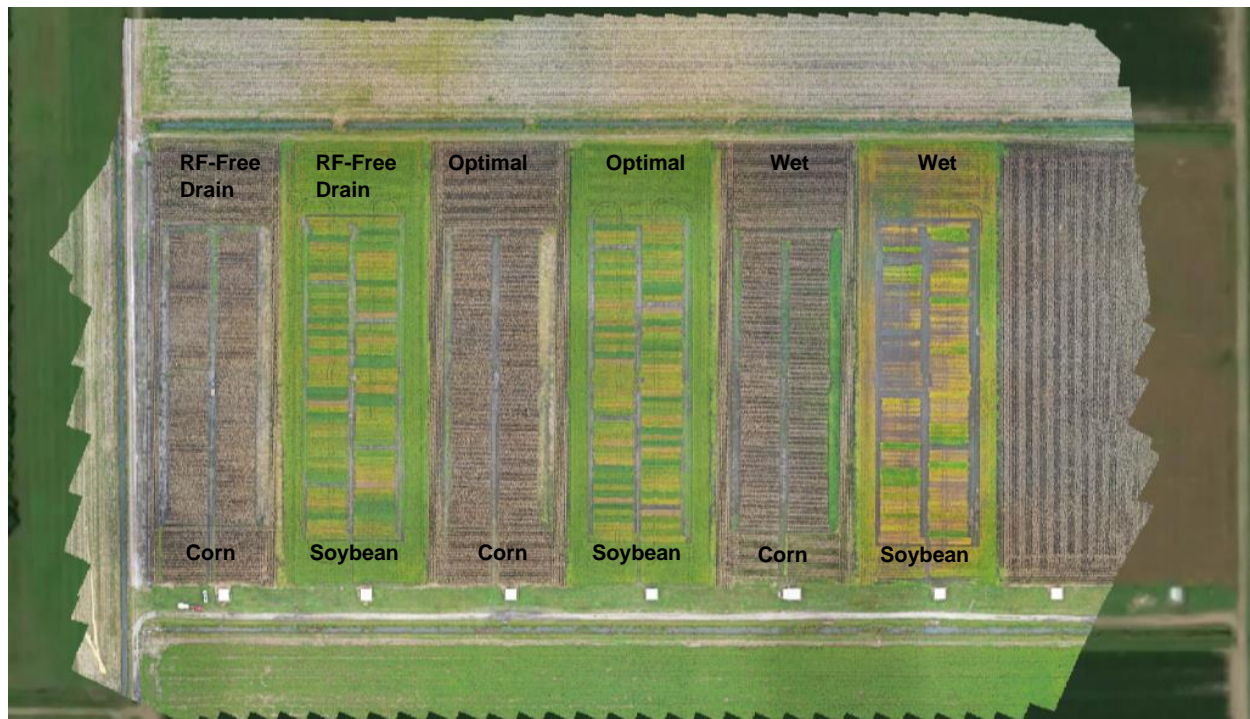 RF-Free
Drain
RF-Free
Drain
Optimal
Optimal
Wet
Wet
Corn
Soybean
Corn
Soybean
Corn
Soybean